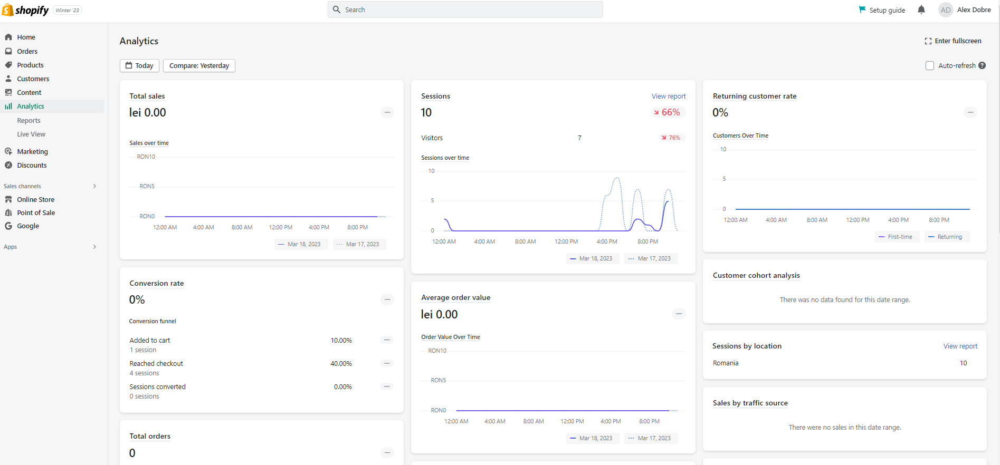 shopify Winter '23
Search
Setup guide
AD Alex Dobre
Home
Orders
Products
Customers
Content
Analytics
Reports
Live View
Marketing
Discounts
Sales channels
Online Store
Point of Sale
Google
Apps
Analytics
Enter fullscreen
Today Compare: Yesterday
Auto-refresh ?
Total sales
lei 0.00
Sales over time
RON10
RON5
RON0
12:00 AM 4:00 AM 8:00 AM 12:00 PM 4:00 PM 8:00 PM
Mar 18, 2023 Mar 17, 2023
Conversion rate
0%
Conversion funnel
Added to cart 10.00%
1 session
Reached checkout 40.00%
4 sessions
Sessions converted 0.00%
0 sessions
Total orders
0
Sessions View report
10 66%
Visitors 7 76%
Sessions over time
10
5
0
12:00 AM 4:00 AM 8:00 AM 12:00 PM 4:00 PM 8:00 PM
Mar 18, 2023 Mar 17, 2023
Average order value
lei 0.00
Order Value Over Time
RON10
RON5
RON0
12:00 AM 4:00 AM 8:00 AM 12:00 PM 4:00 PM 8:00 PM
Mar 18, 2023 Mar 17, 2023
Returning customer rate
0%
Customers Over Time
10
5
0
12:00 AM 4:00 AM 8:00 AM 12:00 PM 4:00 PM 8:00 PM
First-time Returning
Customer cohort analysis
There was no data found for this date range.
Sessions by location View report
Romania 10
Sales by traffic source
There were no sales in this date range.